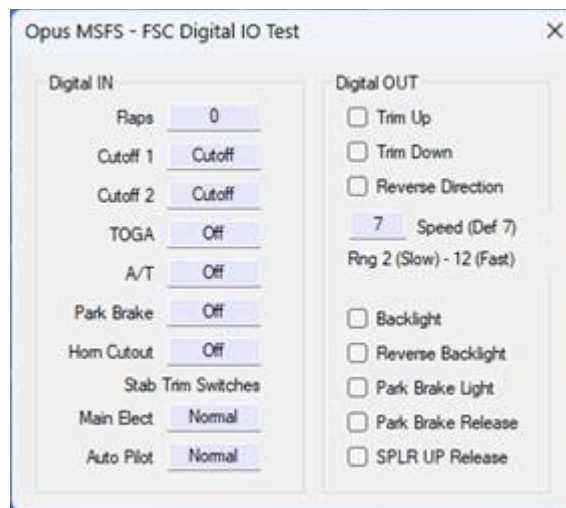 Opus MSFS - FSC Digital IO Test
Digital IN
Flaps 0
Cutoff 1 Cutoff
Cutoff 2 Cutoff
TOGA Off
A/T Off
Park Brake Off
Horn Cutout Off
Stab Trim Switches
Main Elect Normal
Auto Pilot Normal
Digital OUT
Trim Up
Trim Down
Reverse Direction
7 Speed (Def 7)
Rng 2 (Slow) - 12 (Fast)
Backlight
Reverse Backlight
Park Brake Light
Park Brake Release
SPLR UP Release